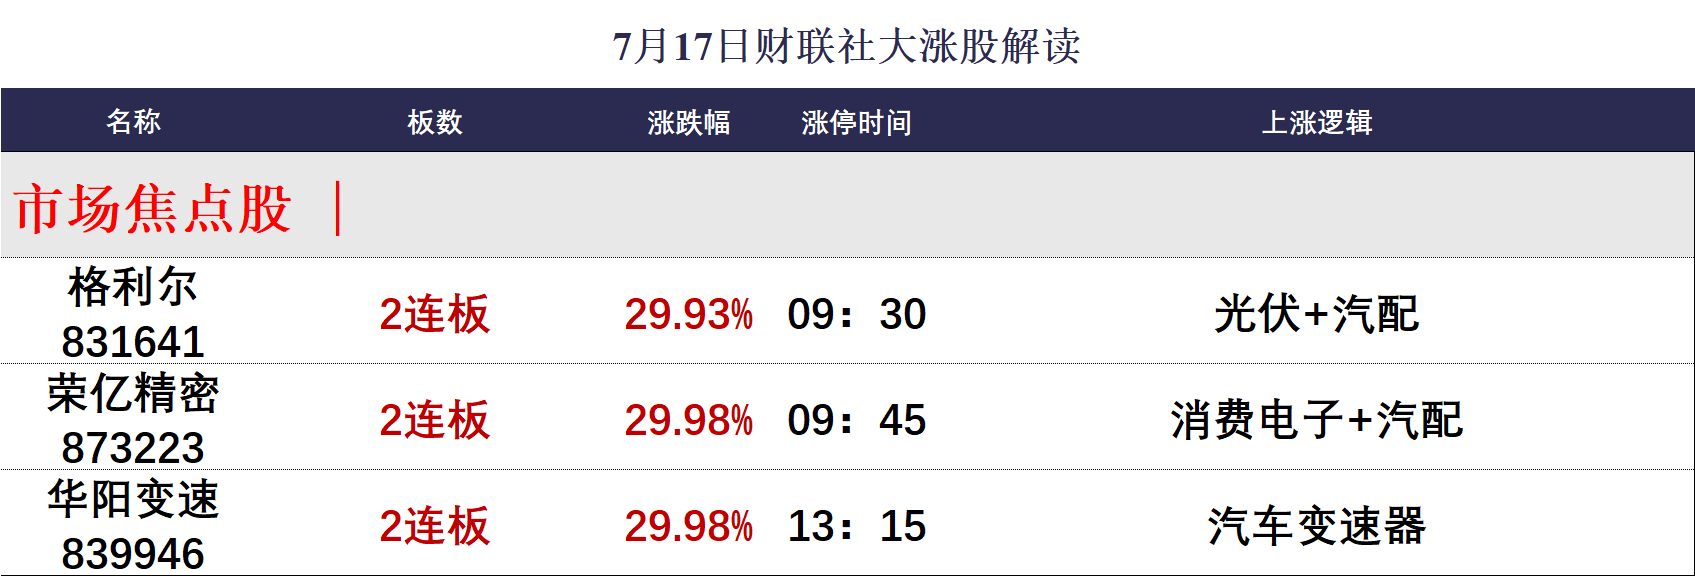 7月17日财联社大涨股解读
名称 板数 涨跌幅 涨停时间 上涨逻辑
市场焦点股 ｜
格利尔
831641 2连板 29.93% 09：30 光伏+汽配
荣亿精密
873223 2连板 29.98% 09：45 消费电子+汽配
华阳变速
839946 2连板 29.98% 13：15 汽车变速器